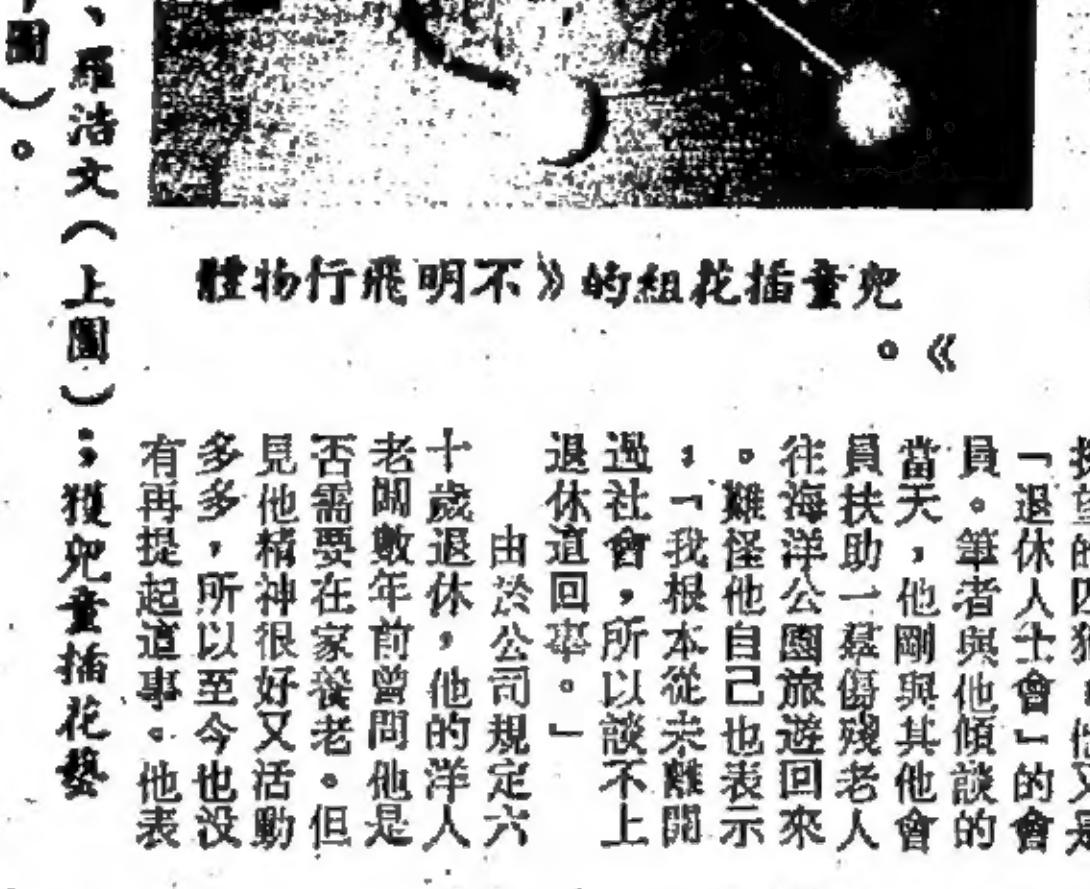 兒童插花組的《不明飛行物體
》。
又是
「退休人士會」的會
員。筆者與他傾談的
當天，他剛與其他會
員扶助一羣傷殘老人
往海洋公園旅遊回來
。難怪他自己也表示
：「我根本從未離開
過社會，所以談不上
退休這回事。」
由於公司規定六
十歲退休，他的洋人
老闆數年前曾問他是
否需要在家養老。但
見他精神很好又活動
多多，所以至今也没
有再提起這事。他表
、羅浩文（上圖）；獲兒童插花藝
圖）。